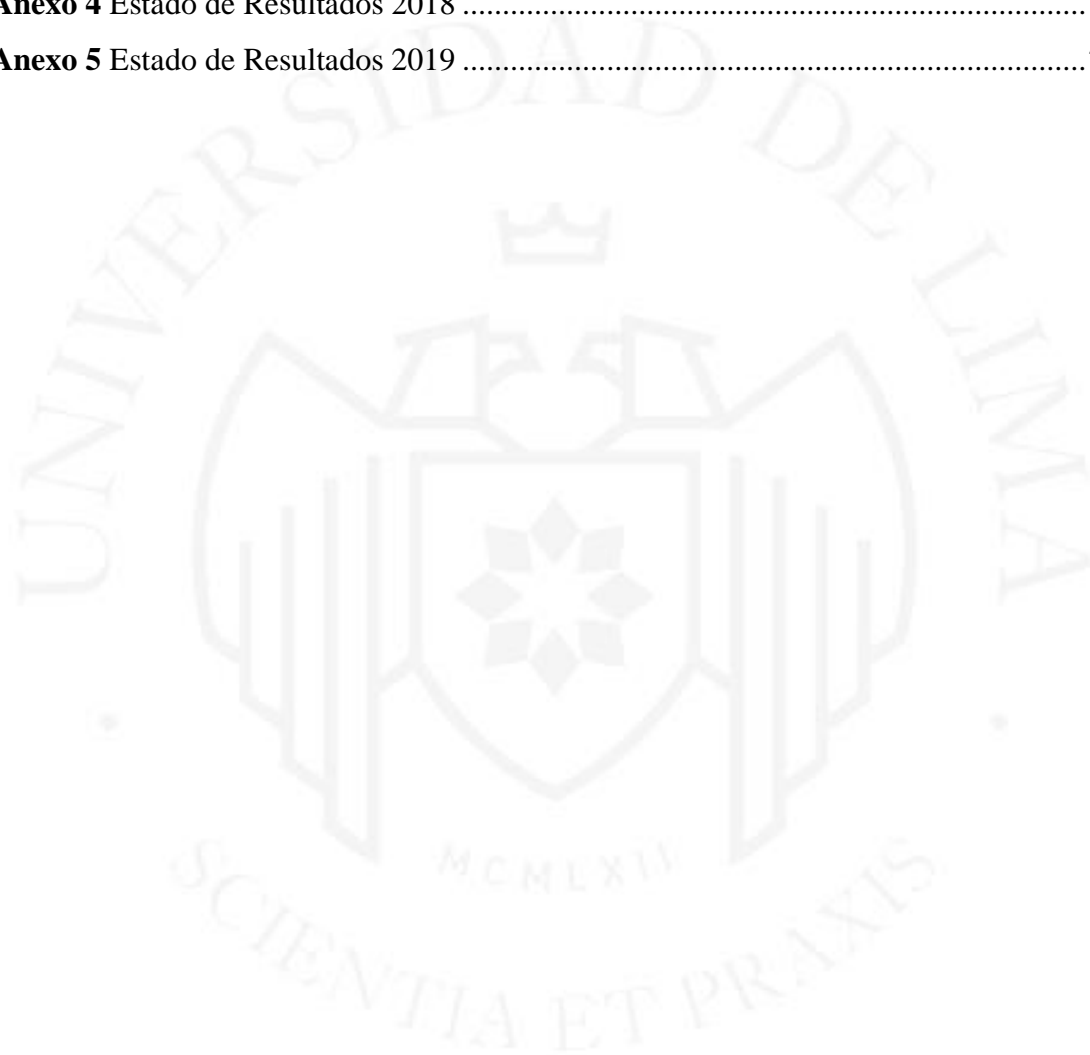 Anexo 4 Estado de Resultados 2018 ..............................................................................
Anexo 5 Estado de Resultados 2019 ..............................................................................
UNIVERSIDAD DE LIMA
MCMLXII
SCIENTIA ET PRAXIS